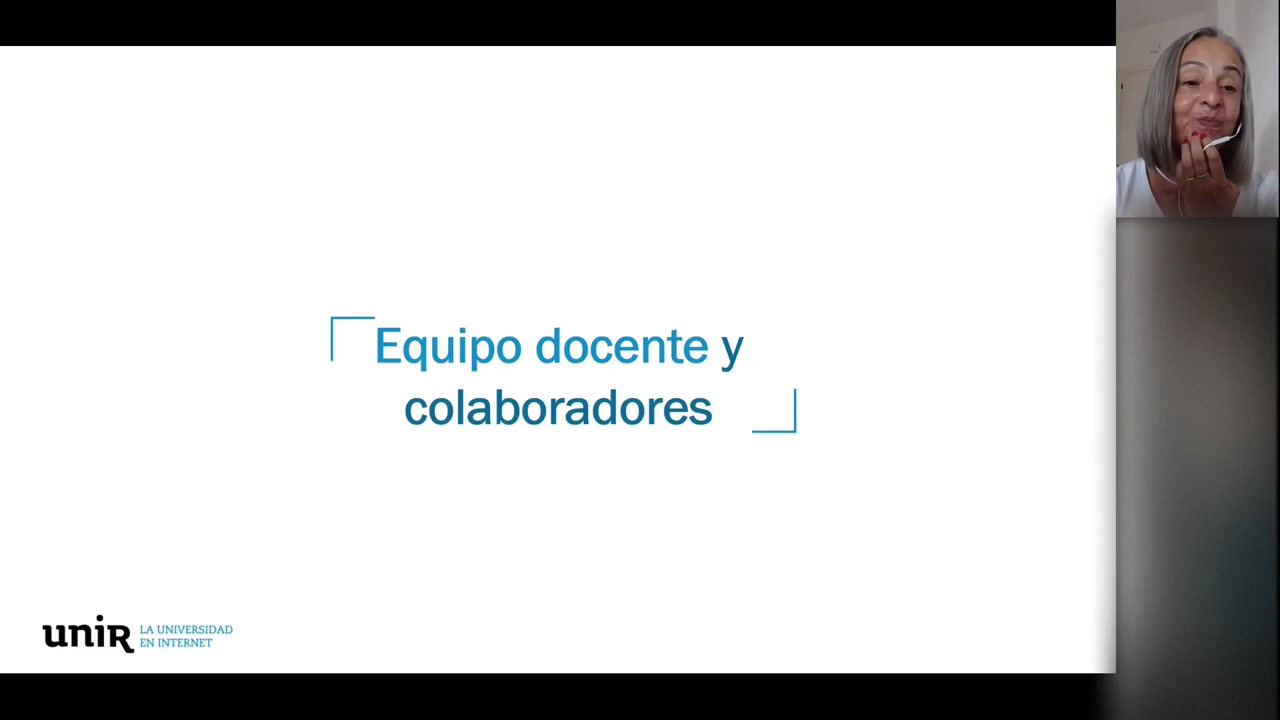 Equipo docente y
colaboradores
unir LA UNIVERSIDAD
EN INTERNET